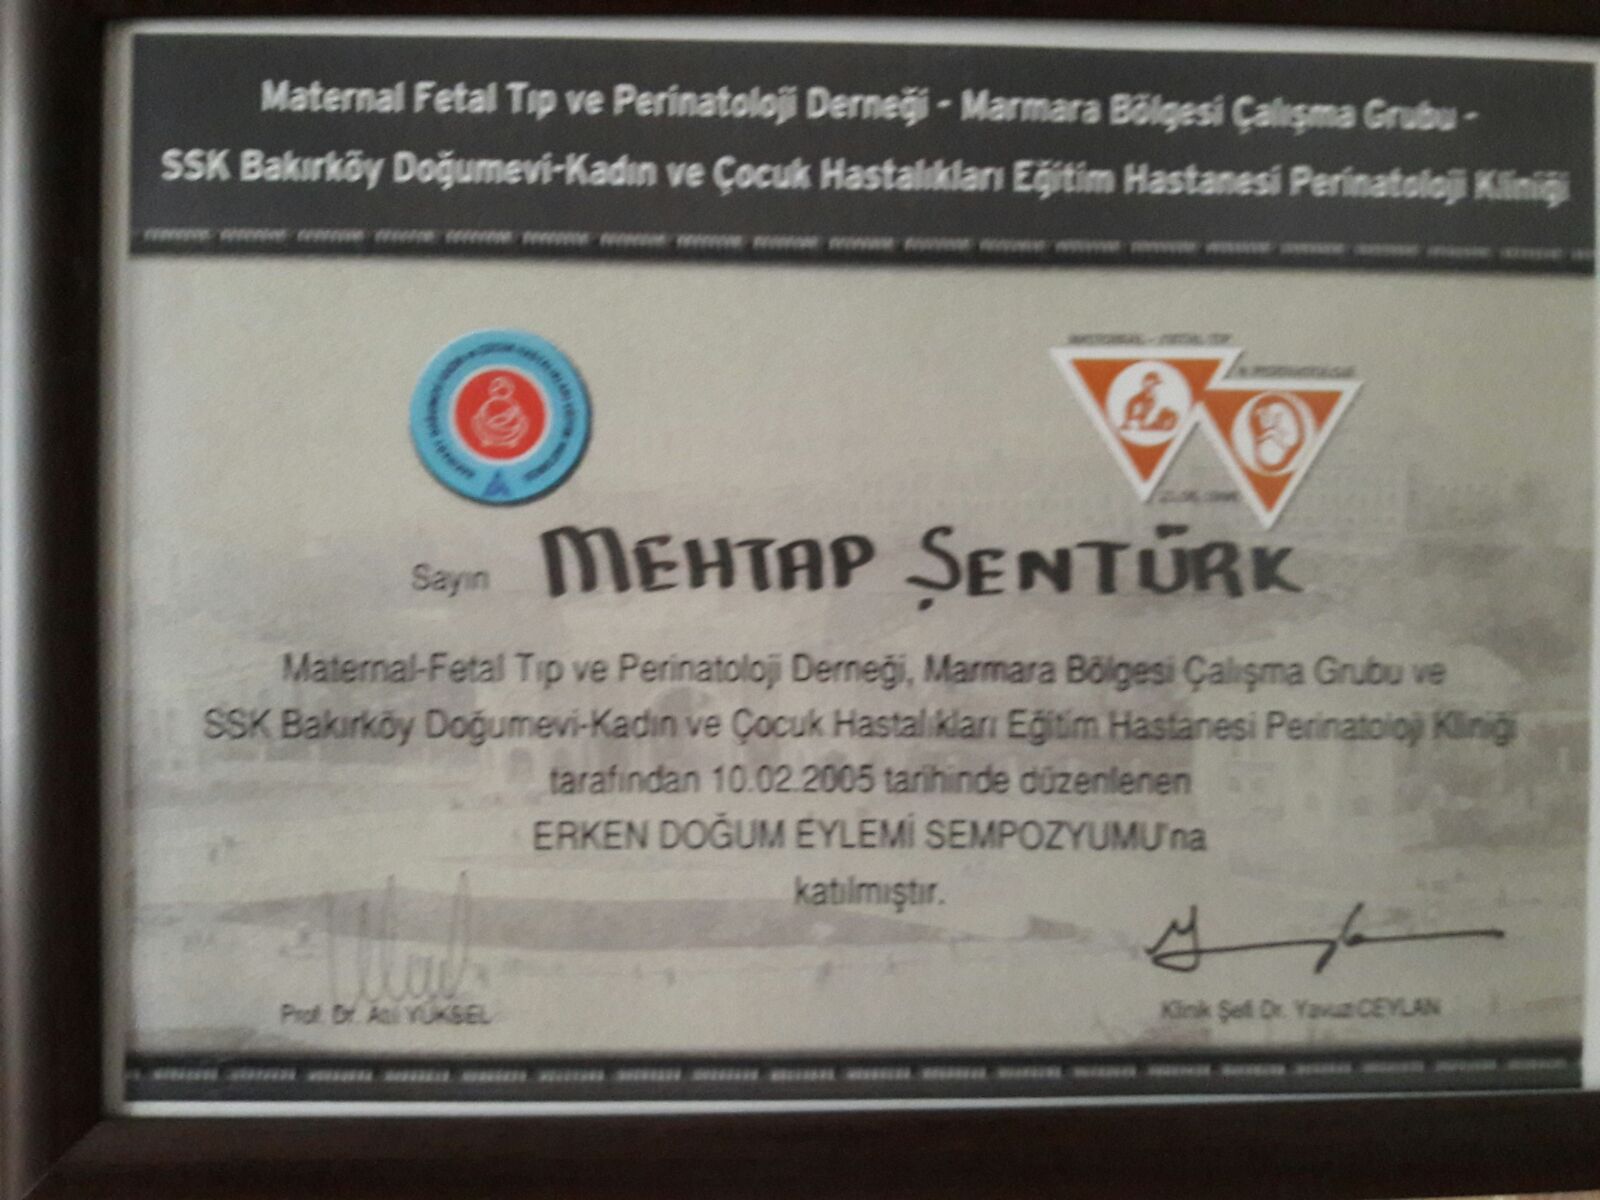 Maternal Fetal Tıp ve Perinatoloji Derneği - Marmara Bölgesi Çalışma Grubu -
SSK Bakırköy Doğumevi-Kadın ve Çocuk Hastalıkları Eğitim Hastanesi Perinatoloji Kliniği
Sayın MEHTAP ŞENTÜRK
Maternal-Fetal Tıp ve Perinatoloji Derneği, Marmara Bölgesi Çalışma Grubu ve
SSK Bakırköy Doğumevi-Kadın ve Çocuk Hastalıkları Eğitim Hastanesi Perinatoloji Kliniği
tarafından 10.02.2005 tarihinde düzenlenen
ERKEN DOĞUM EYLEMİ SEMPOZYUMU'na
katılmıştır.
Prof. Dr. YÜKSEL
Klinik Şefi Dr. Yavuz CEYLAN